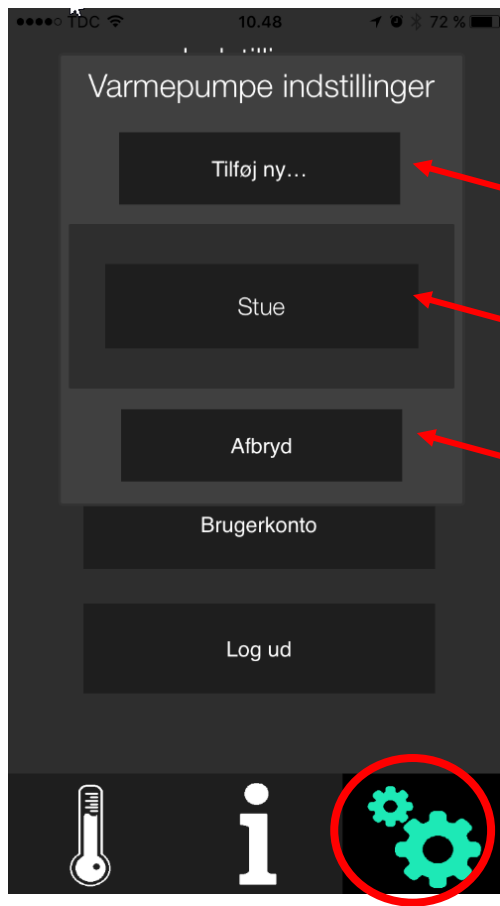 TDC 10.48 72 %
Varmepumpe indstillinger
Tilføj ny...
Stue
Afbryd
Brugerkonto
Log ud